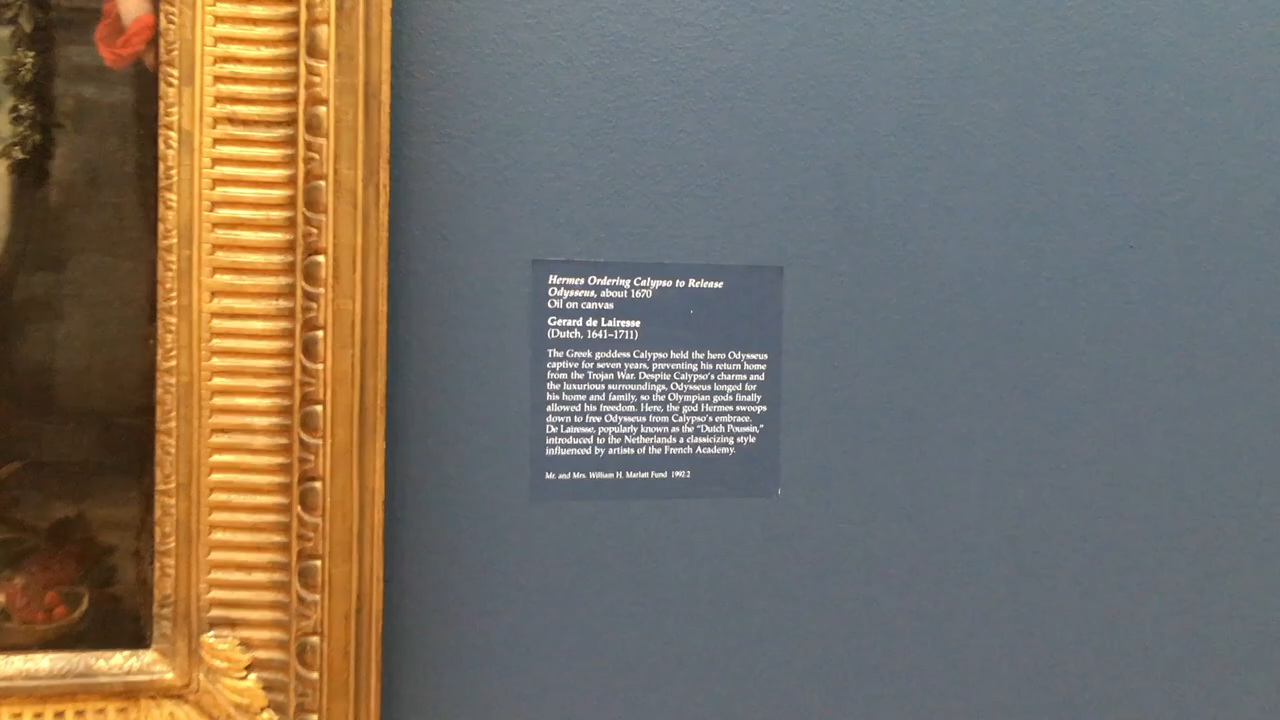 Hermes Ordering Calypso to Release
Odysseus, about 1670
Oil on canvas
Gerard de Lairesse
(Dutch, 1641–1711)
The Greek goddess Calypso held the hero Odysseus
captive for seven years, preventing his return home
from the Trojan War. Despite Calypso's charms and
the luxurious surroundings, Odysseus longed for
his home and family, so the Olympian gods finally
allowed his freedom. Here, the god Hermes swoops
down to free Odysseus from Calypso's embrace.
De Lairesse, popularly known as the "Dutch Poussin,"
introduced to the Netherlands a classicizing style
influenced by artists of the French Academy.
Mr. and Mrs. William H. Marlatt Fund 1992.2